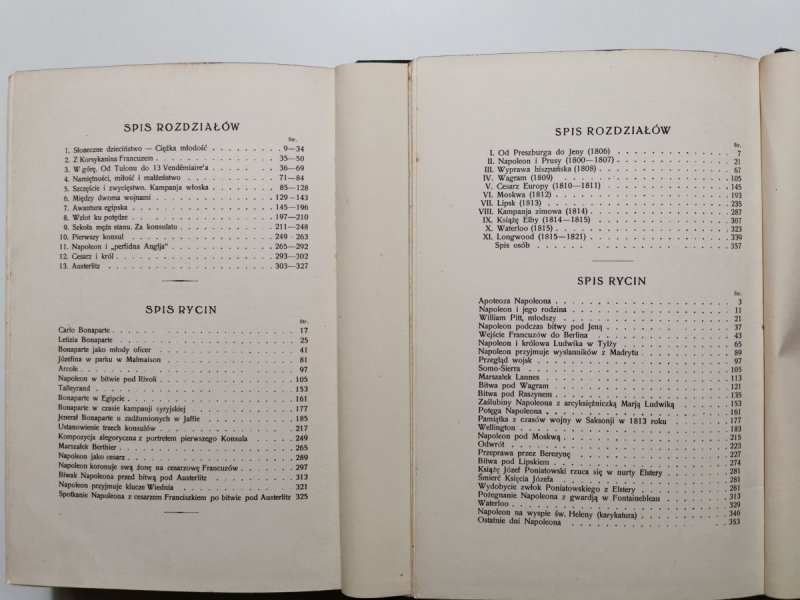 SPIS ROZDZIAŁÓW
Str.
1. Słoneczne dzieciństwo — Ciężka młodość . . . . . . . . 9—34
2. Z Korsykanina Francuzem . . . . . . . . 35—50
3. W górę. Od Tulonu do 13 Vendémiaire'a . . . . . . . . 36—69
4. Namiętności, miłość i małżeństwo . . . . . . . . 71—84
5. Szczęście i zwycięstwo. Kampanja włoska . . . . . . . . 85—128
6. Między dwoma wojnami . . . . . . . . 129—143
7. Awantura egipska . . . . . . . . 145—196
8. Wzlot ku potędze . . . . . . . . 197—210
9. Szkoła męża stanu. Za konsulatu . . . . . . . . 211—248
10. Pierwszy konsul . . . . . . . . 249-263
11. Napoleon i „perfidna Anglja" . . . . . . . . 265—292
12. Cesarz i król . . . . . . . . 293—302
13. Austerlitz . . . . . . . . 303—327
SPIS RYCIN
Str.
Carlo Bonaparte . . . . . . . . 17
Letizia Bonaparte . . . . . . . . 25
Bonaparte jako młody oficer . . . . . . . . 41
Józefina w parku w Malmaison . . . . . . . . 81
Arcole . . . . . . . . 97
Napoleon w bitwie pod Rivoli . . . . . . . . 105
Talleyrand . . . . . . . . 153
Bonaparte w Egipcie . . . . . . . . 161
Bonaparte w czasie kampanji syryjskiej . . . . . . . . 177
Jenerał Bonaparte u zadżumionych w Jaffie . . . . . . . . 185
Ustanowienie trzech konsulów . . . . . . . . 217
Kompozycja alegoryczna z portretem pierwszego Konsula . . . . 249
Marszałek Berthier . . . . . . . . 265
Napoleon jako cesarz . . . . . . . . 289
Napoleon koronuje swą żonę na cesarzową Francuzów . . . . 297
Biwak Napoleona przed bitwą pod Austerlitz . . . . . . . . 313
Napoleon przyjmuje klucze Wiednia . . . . . . . . 321
Spotkanie Napoleona z cesarzem Franciszkiem po bitwie pod Austerlitz 325
SPIS ROZDZIAŁÓW
Str.
I. Od Preszburga do Jeny (1806) . . . . . . . . 7
II. Napoleon i Prusy (1800—1807) . . . . . . . . 21
III. Wyprawa hiszpańska (1808) . . . . . . . . 67
IV. Wagram (1809) . . . . . . . . 105
V. Cesarz Europy (1810—1811) . . . . . . . . 145
VI. Moskwa (1812) . . . . . . . . 193
VII. Lipsk (1813) . . . . . . . . 235
VIII. Kampanja zimowa (1814) . . . . . . . . 287
IX. Książę Elby (1814—1815) . . . . . . . . 307
X. Waterloo (1815) . . . . . . . . 323
XI. Longwood (1815—1821) . . . . . . . . 339
Spis osób . . . . . . . . 357
SPIS RYCIN
Str.
Apoteoza Napoleona . . . . . . . . 3
Napoleon i jego rodzina . . . . . . . . 11
William Pitt, młodszy . . . . . . . . 21
Napoleon podczas bitwy pod Jeną . . . . . . . . 37
Wejście Francuzów do Berlina . . . . . . . . 43
Napoleon i królowa Ludwika w Tylży . . . . . . . . 65
Napoleon przyjmuje wysłanników z Madrytu . . . . . . . . 89
Przegląd wojsk . . . . . . . . 97
Somo-Sierra . . . . . . . . 105
Marszałek Lannes . . . . . . . . 113
Bitwa pod Wagram . . . . . . . . 121
Bitwa pod Raszynem . . . . . . . . 135
Zaślubiny Napoleona z arcyksiężniczką Marją Ludwiką . . . . 153
Potęga Napoleona . . . . . . . . 161
Pamiątka z czasów wojny w Saksonji w 1813 roku . . . . 177
Wellington . . . . . . . . 183
Napoleon pod Moskwą . . . . . . . . 215
Odwrót . . . . . . . . 223
Przeprawa przez Berezynę . . . . . . . . 227
Bitwa pod Lipskiem . . . . . . . . 274
Książę Józef Poniatowski rzuca się w nurty Elstery . . . . 281
Śmierć Księcia Józefa . . . . . . . . 281
Wydobycie zwłok Poniatowskiego z Elstery . . . . . . . . 281
Pożegnanie Napoleona z gwardją w Fontainebleau . . . . 313
Waterloo . . . . . . . . 329
Napoleon na wyspie św. Heleny (karykatura) . . . . . . . . 346
Ostatnie dni Napoleona . . . . . . . . 353